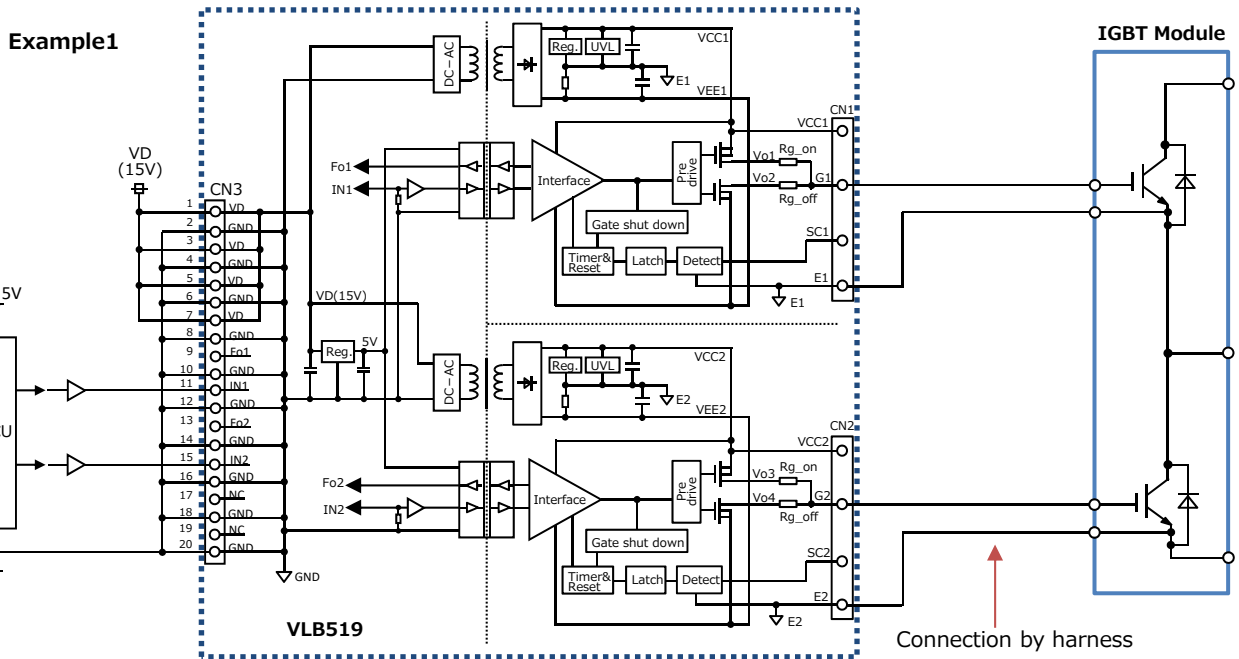 Example1
IGBT Module
VCC1
Reg.
UVL
DC-AC
E1
VEE1
CN1
VCC1
VD
(15V)
Fo1
IN1
Interface
Pre
drive
Vo1
Rg_on
Vo2
G1
Rg_off
CN3
1 VD
2 GND
3 VD
4 GND
5 VD
6 GND
7 VD
8 GND
9 Fo1
10 GND
11 IN1
12 GND
13 Fo2
14 GND
15 IN2
16 GND
17 NC
18 GND
19 NC
20 GND
Gate shut down
SC1
Timer&
Reset
Latch
Detect
E1
E1
5V
VD(15V)
Reg.
5V
DC-AC
Reg.
UVL
VCC2
E2
VEE2
CN2
VCC2
CU
Fo2
IN2
Interface
Pre
drive
Vo3
Rg_on
Vo4
G2
Rg_off
Gate shut down
SC2
Timer&
Reset
Latch
Detect
E2
E2
GND
VLB519
Connection by harness